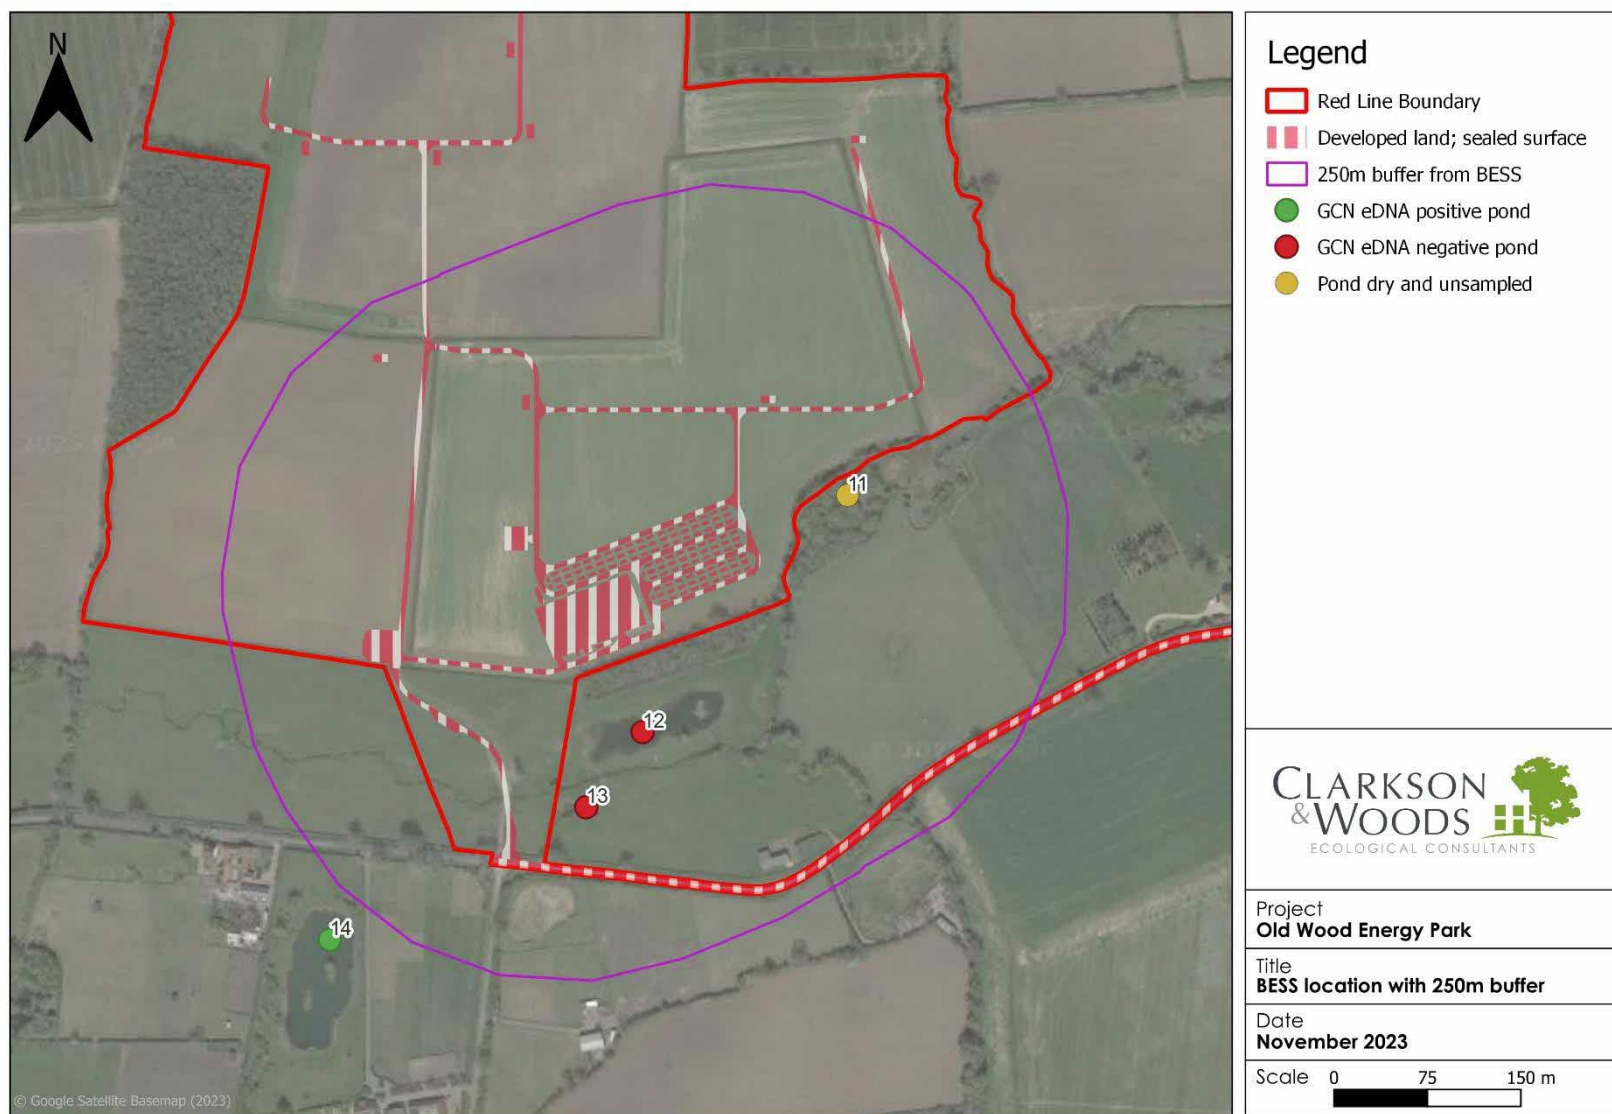 N
11
12
13
14
© Google Satellite Basemap (2023)
Legend
Red Line Boundary
Developed land; sealed surface
250m buffer from BESS
GCN eDNA positive pond
GCN eDNA negative pond
Pond dry and unsampled
CLARKSON
& WOODS
ECOLOGICAL CONSULTANTS
Project
Old Wood Energy Park
Title
BESS location with 250m buffer
Date
November 2023
Scale 0 75 150 m